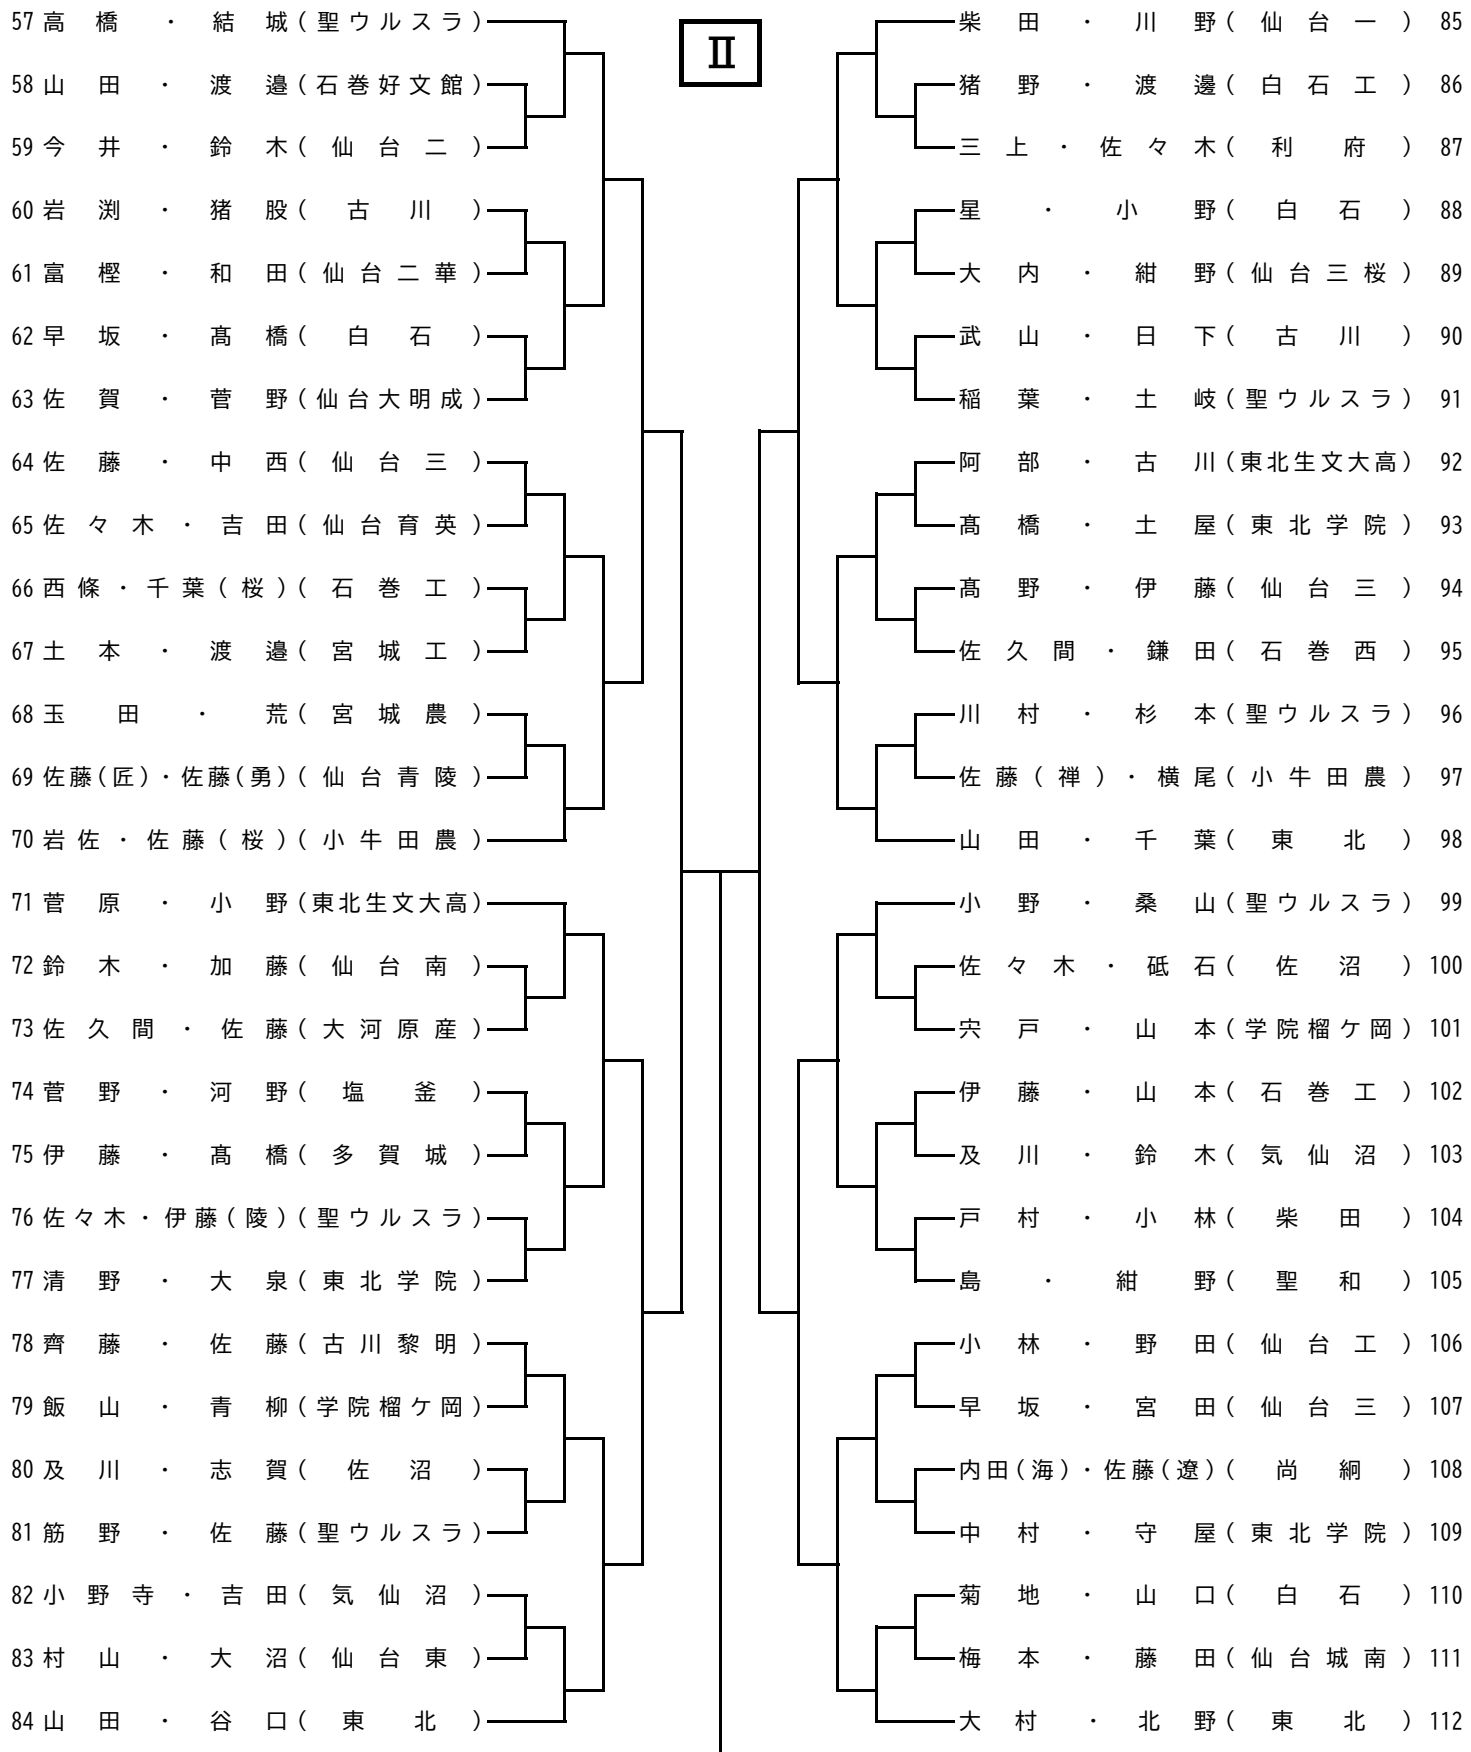 Ⅱ
57 高橋・結城(聖ウルスラ)
58 山田・渡邉(石巻好文館)
59 今井・鈴木(仙台二)
60 岩渕・猪股(古川)
61 富樫・和田(仙台二華)
62 早坂・髙橋(白石)
63 佐賀・菅野(仙台大明成)
64 佐藤・中西(仙台三)
65 佐々木・吉田(仙台育英)
66 西條・千葉(桜)(石巻工)
67 土本・渡邉(宮城工)
68 玉田・荒(宮城農)
69 佐藤(匠)・佐藤(勇)(仙台青陵)
70 岩佐・佐藤(桜)(小牛田農)
71 菅原・小野(東北生文大高)
72 鈴木・加藤(仙台南)
73 佐久間・佐藤(大河原産)
74 菅野・河野(塩釜)
75 伊藤・髙橋(多賀城)
76 佐々木・伊藤(陵)(聖ウルスラ)
77 清野・大泉(東北学院)
78 齊藤・佐藤(古川黎明)
79 飯山・青柳(学院榴ケ岡)
80 及川・志賀(佐沼)
81 筋野・佐藤(聖ウルスラ)
82 小野寺・吉田(気仙沼)
83 村山・大沼(仙台東)
84 山田・谷口(東北)
柴田・川野(仙台一) 85
猪野・渡邊(白石工) 86
三上・佐々木(利府) 87
星・小野(白石) 88
大内・紺野(仙台三桜) 89
武山・日下(古川) 90
稲葉・土岐(聖ウルスラ) 91
阿部・古川(東北生文大高) 92
髙橋・土屋(東北学院) 93
髙野・伊藤(仙台三) 94
佐久間・鎌田(石巻西) 95
川村・杉本(聖ウルスラ) 96
佐藤(禅)・横尾(小牛田農) 97
山田・千葉(東北) 98
小野・桑山(聖ウルスラ) 99
佐々木・砥石(佐沼) 100
宍戸・山本(学院榴ケ岡) 101
伊藤・山本(石巻工) 102
及川・鈴木(気仙沼) 103
戸村・小林(柴田) 104
島・紺野(聖和) 105
小林・野田(仙台工) 106
早坂・宮田(仙台三) 107
内田(海)・佐藤(遼)(尚絅) 108
中村・守屋(東北学院) 109
菊地・山口(白石) 110
梅本・藤田(仙台城南) 111
大村・北野(東北) 112